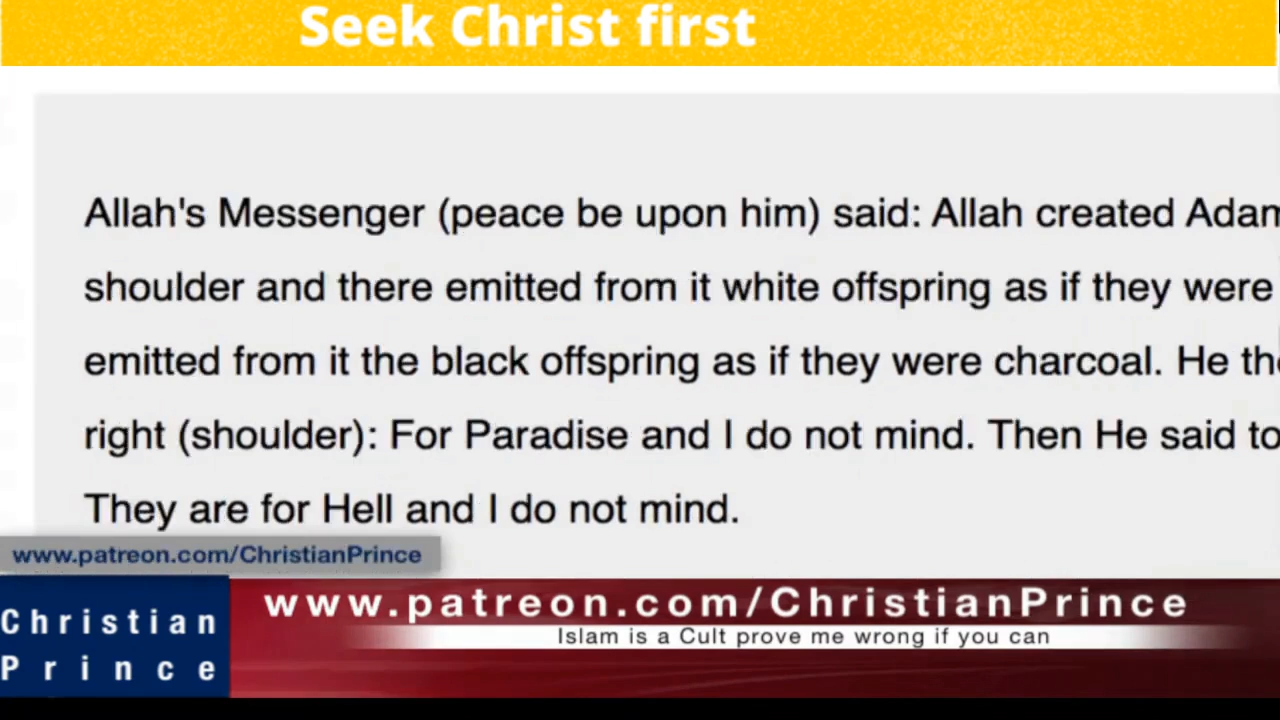 Seek Christ first
Allah's Messenger (peace be upon him) said: Allah created
shoulder and there emitted from it white offspring as if they were
emitted from it the black offspring as if they were charcoal. He
right (shoulder): For Paradise and I do not mind. Then He said to
They are for Hell and I do not mind.
www.patreon.com/ChristianPrince
Christian
Prince
www.patreon.com/ChristianPrince
Islam is a Cult prove me wrong if you can